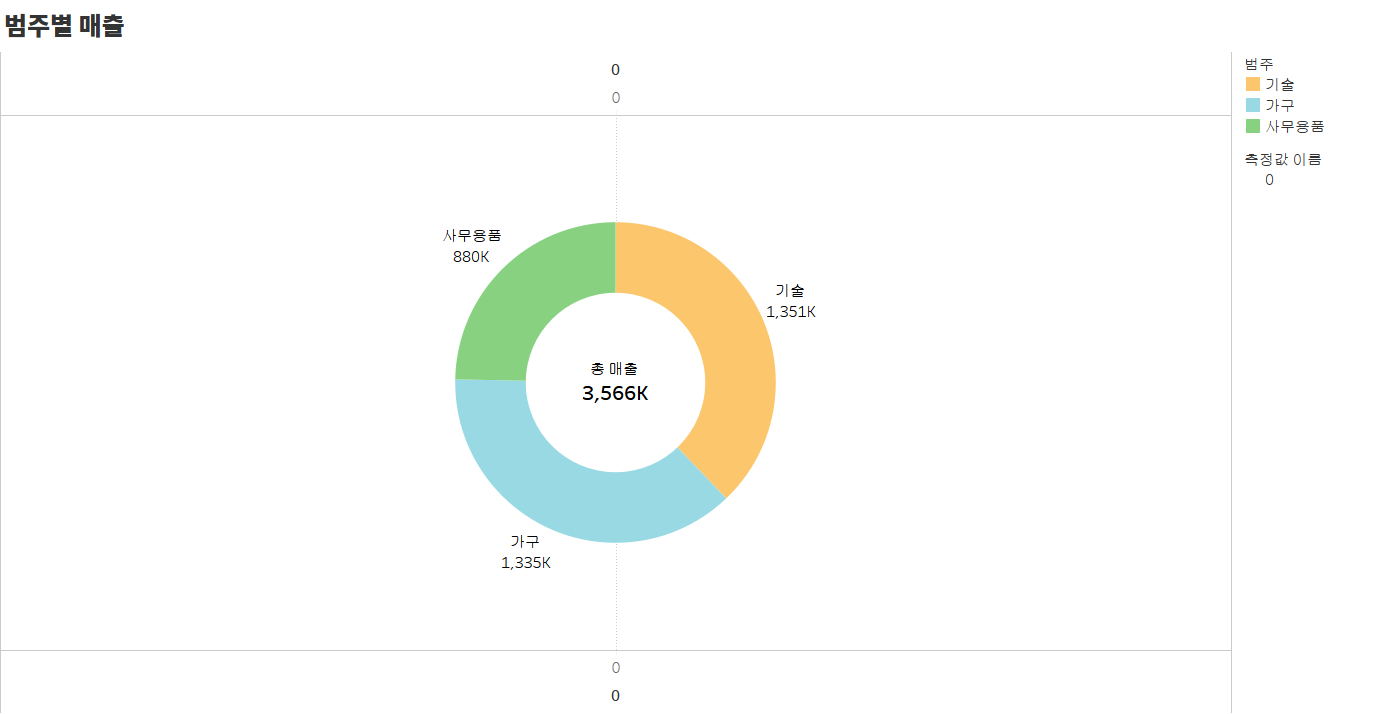 범주별 매출
0
0
사무용품
880K
기술
1,351K
총 매출
3,566K
가구
1,335K
0
0
범주
기술
가구
사무용품
측정값 이름
0